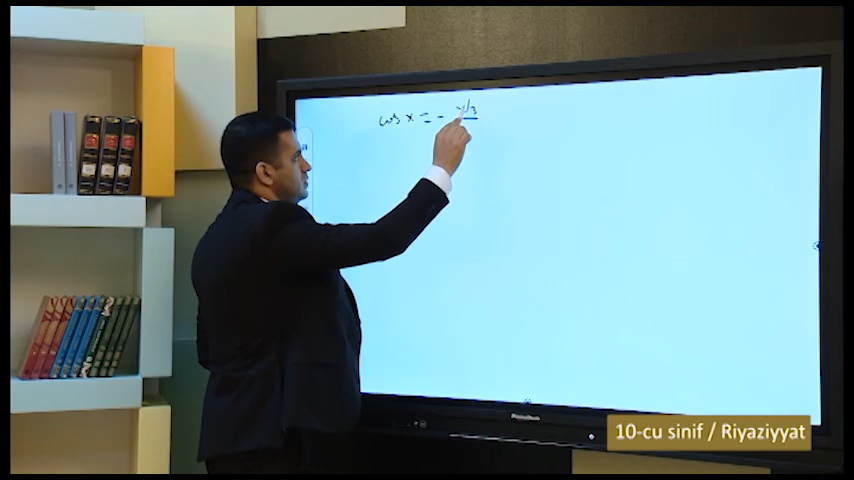 cos x = - √3
10-cu sinif / Riyaziyyat